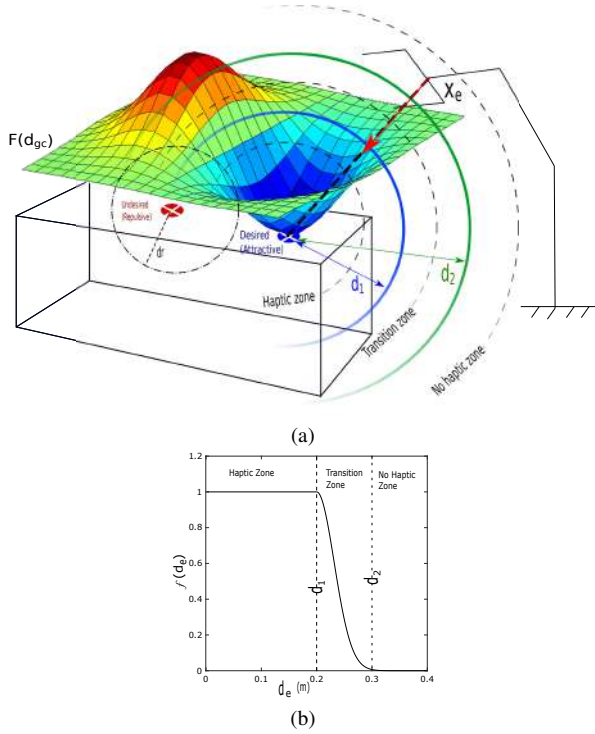 X_e
F(d_gc)
Undesired
(Repulsive)
Desired
(Attractive)
dr
d_1
d_2
Haptic zone
Transition zone
No haptic zone
(a)
1.2
1
0.8
0.6
0.4
0.2
0
f(d_e)
Haptic Zone
Transition
Zone
No Haptic
Zone
d_1
d_2
0
0.1
0.2
0.3
0.4
d_e (m)
(b)